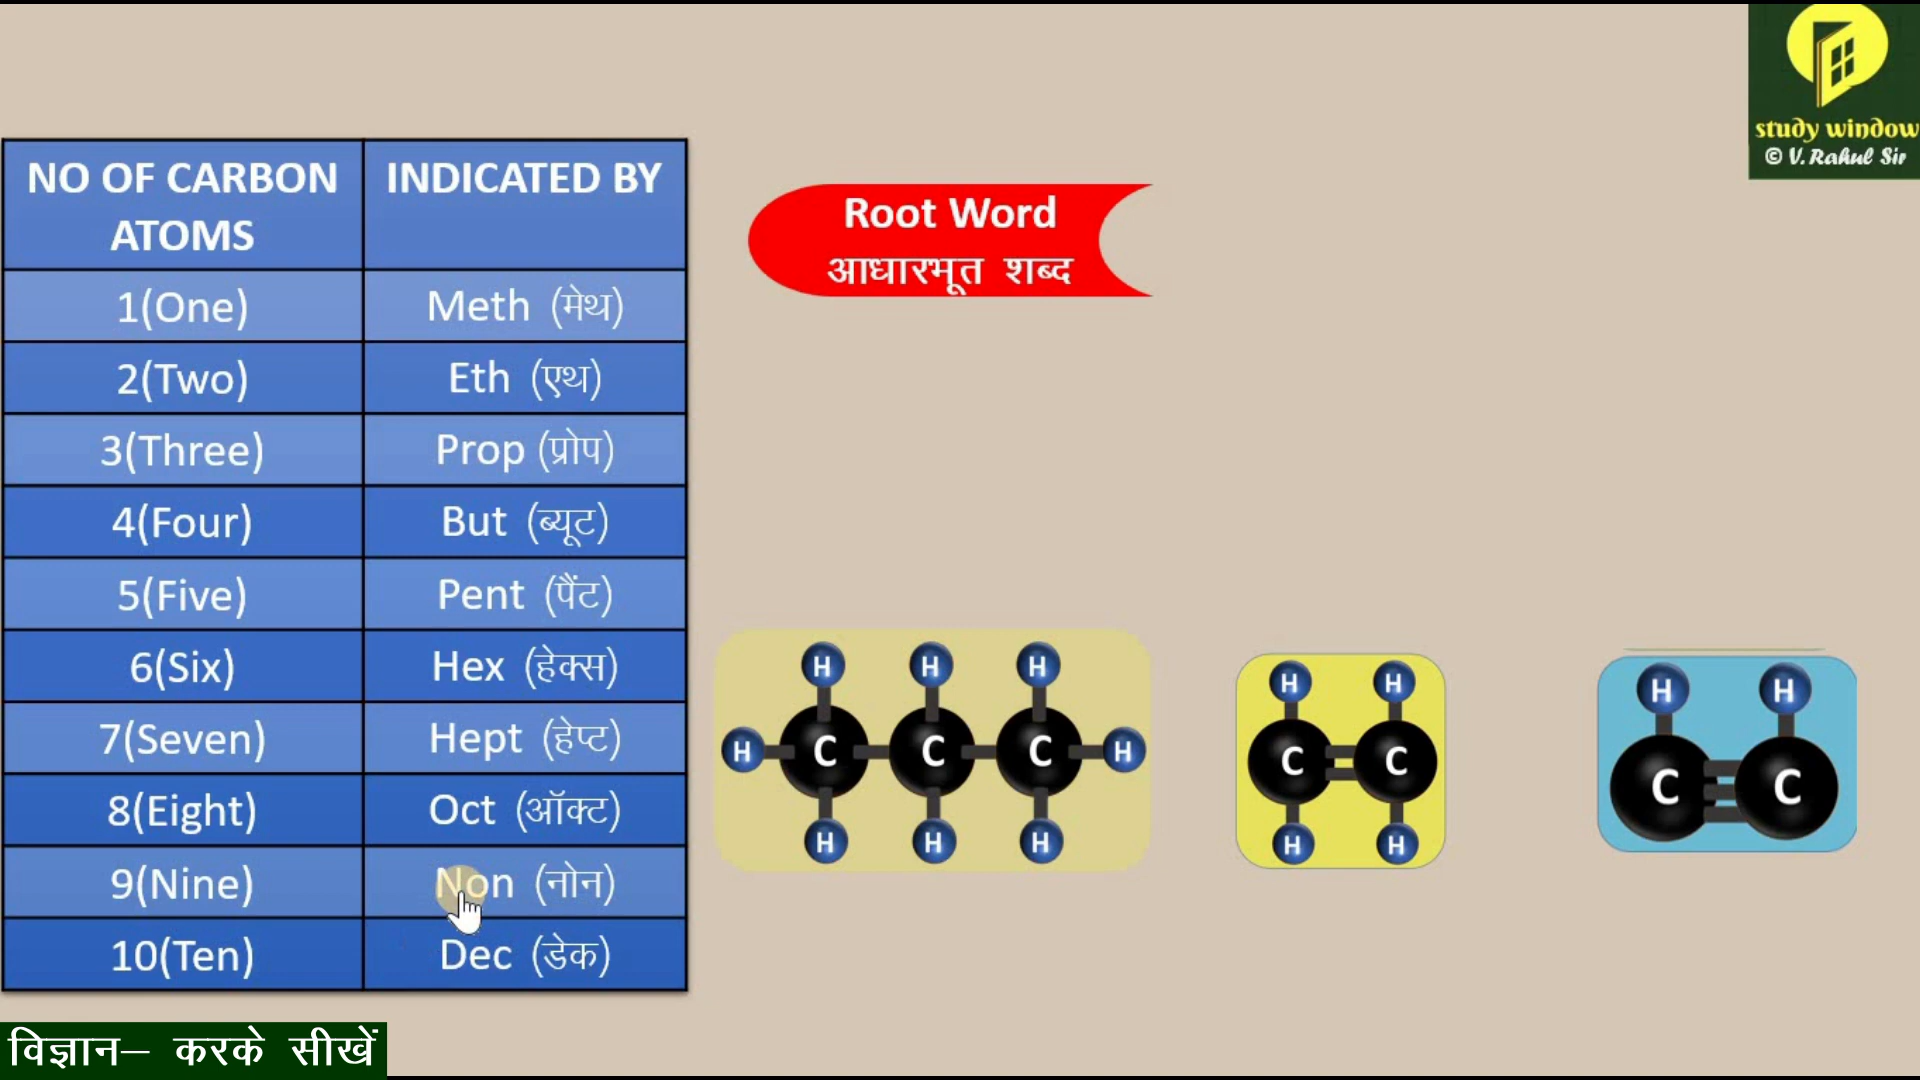 study window
© V. Rahul Sir
NO OF CARBON ATOMS
INDICATED BY
1(One) Meth (मेथ)
2(Two) Eth (एथ)
3(Three) Prop (प्रोप)
4(Four) But (ब्यूट)
5(Five) Pent (पैंट)
6(Six) Hex (हेक्स)
7(Seven) Hept (हेप्ट)
8(Eight) Oct (ऑक्ट)
9(Nine) Non (नोन)
10(Ten) Dec (डेक)
Root Word
आधारभूत शब्द
H H H
H C C C H
H H H
H H
C C
H H
H H
C C
विज्ञान– करके सीखें